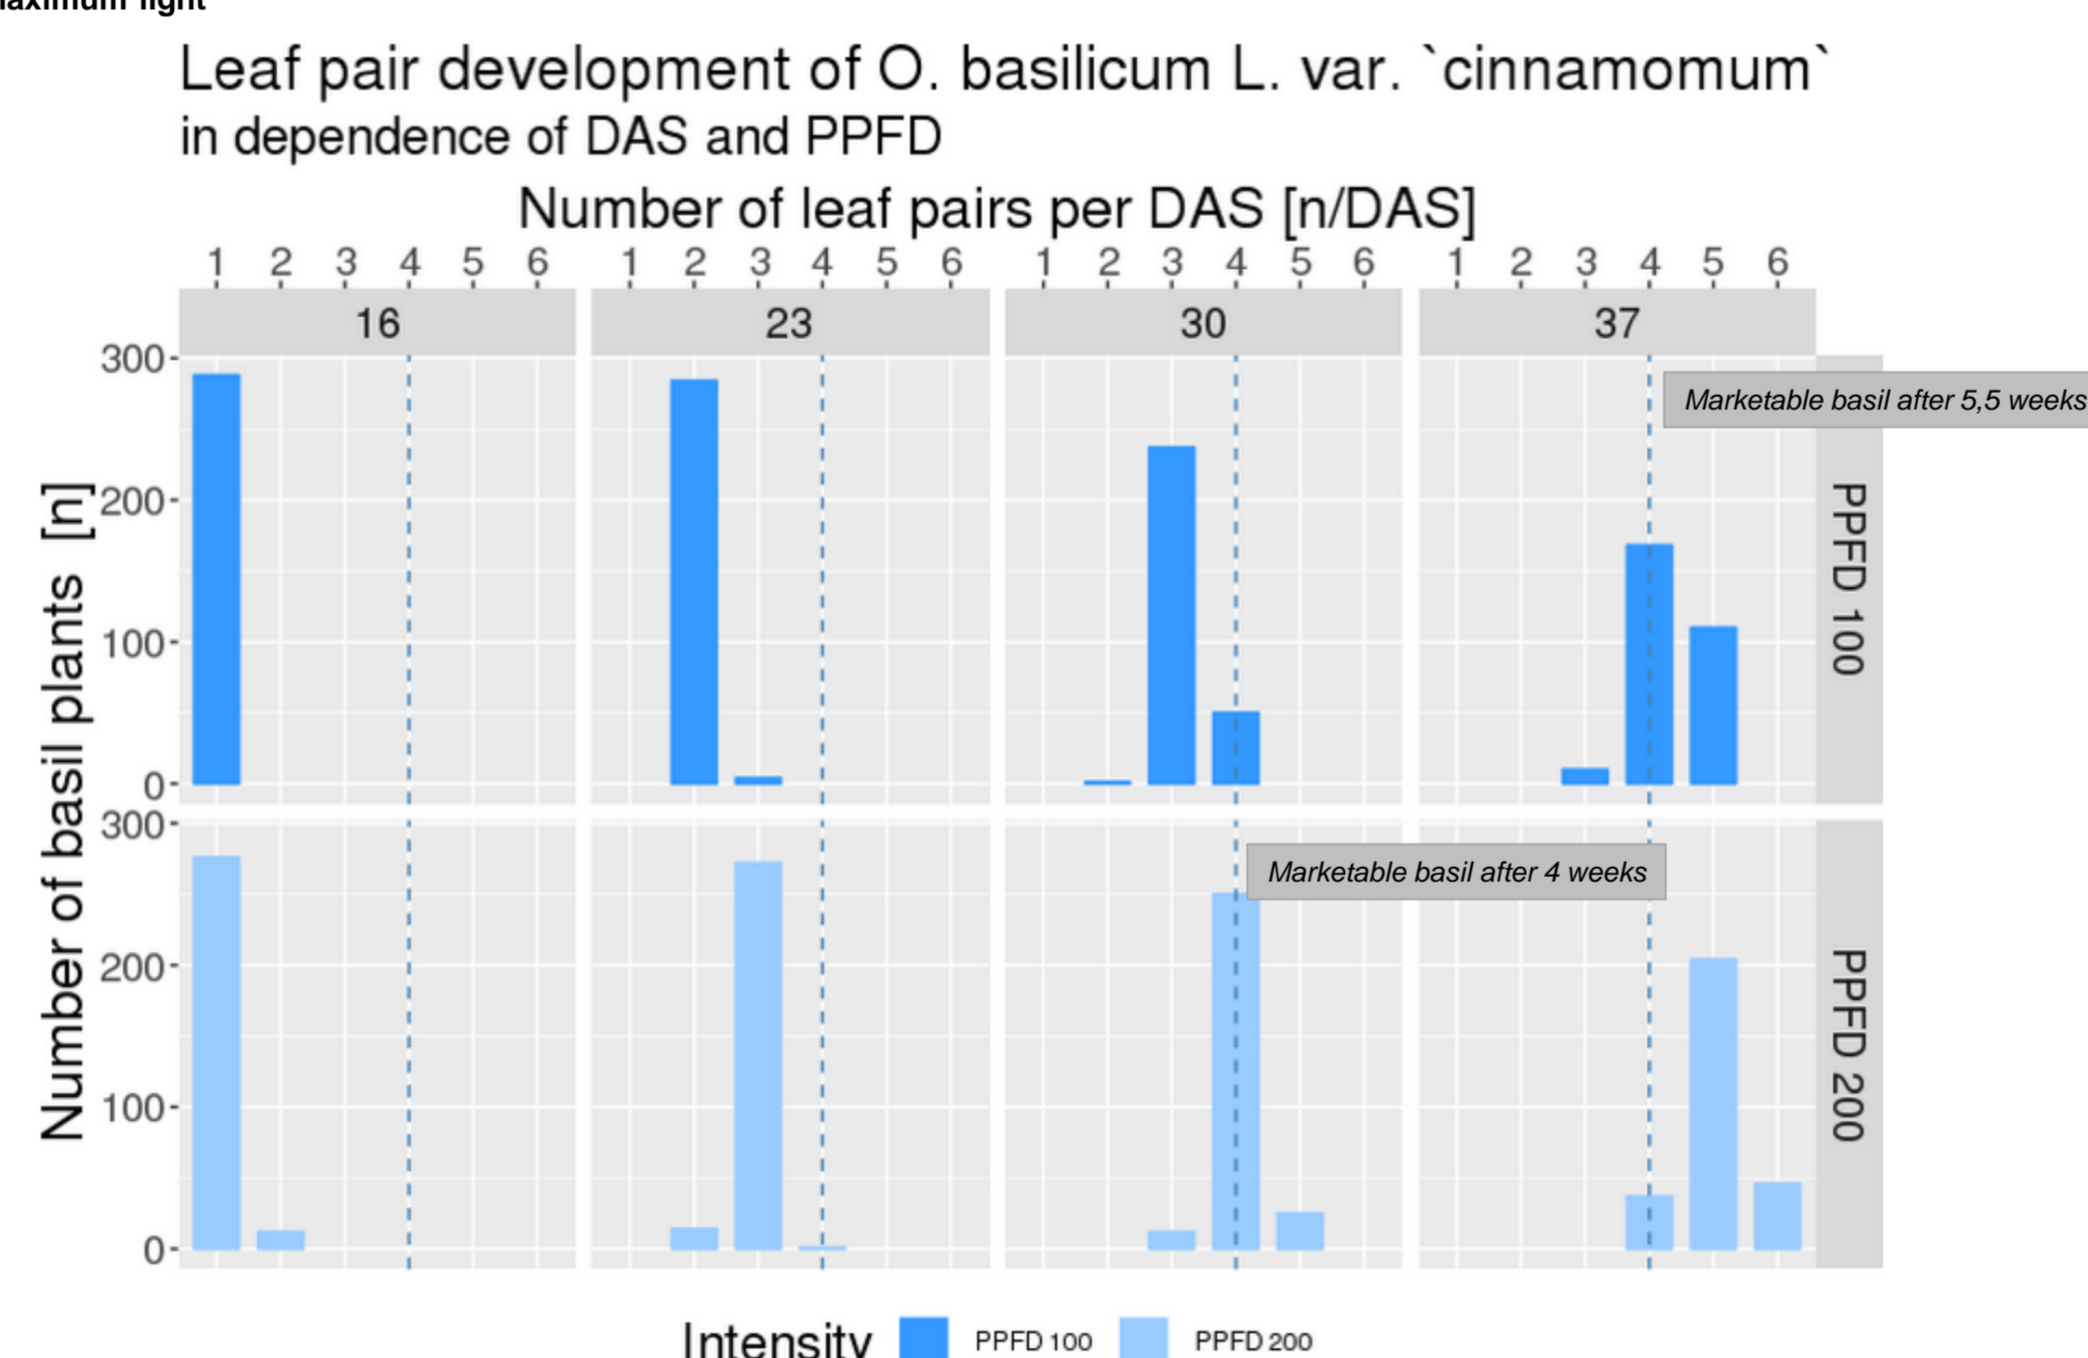 maximum light
Leaf pair development of O. basilicum L. var. `cinnamomum`
in dependence of DAS and PPFD
Number of leaf pairs per DAS [n/DAS]
1 2 3 4 5 6 1 2 3 4 5 6 1 2 3 4 5 6 1 2 3 4 5 6
16 23 30 37
Number of basil plants [n]
300
200
100
0
Marketable basil after 5,5 weeks
PPFD 100
300
200
100
0
Marketable basil after 4 weeks
PPFD 200
Intensity PPFD 100 PPFD 200